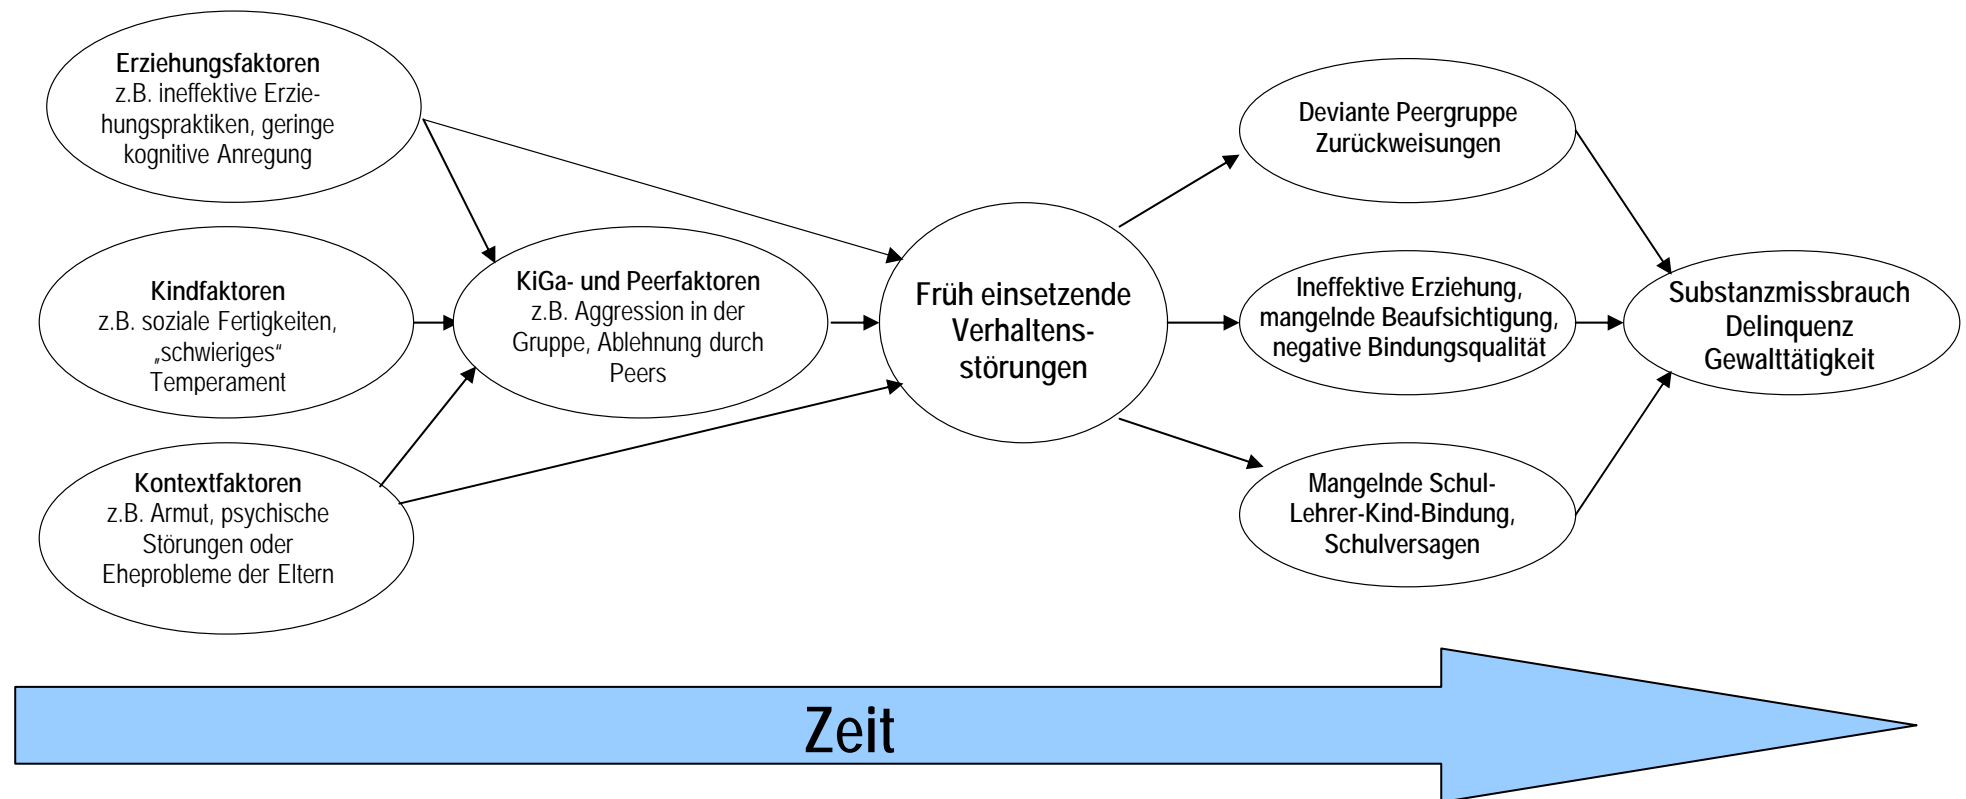 Erziehungsfaktoren
z.B. ineffektive Erzie-
hungspraktiken, geringe
kognitive Anregung
Kindfaktoren
z.B. soziale Fertigkeiten,
„schwieriges“
Temperament
Kontextfaktoren
z.B. Armut, psychische
Störungen oder
Eheprobleme der Eltern
KiGa- und Peerfaktoren
z.B. Aggression in der
Gruppe, Ablehnung durch
Peers
Früh einsetzende
Verhaltens-
störungen
Deviante Peergruppe
Zurückweisungen
Ineffektive Erziehung,
mangelnde Beaufsichtigung,
negative Bindungsqualität
Mangelnde Schul-
Lehrer-Kind-Bindung,
Schulversagen
Substanzmissbrauch
Delinquenz
Gewalttätigkeit
Zeit